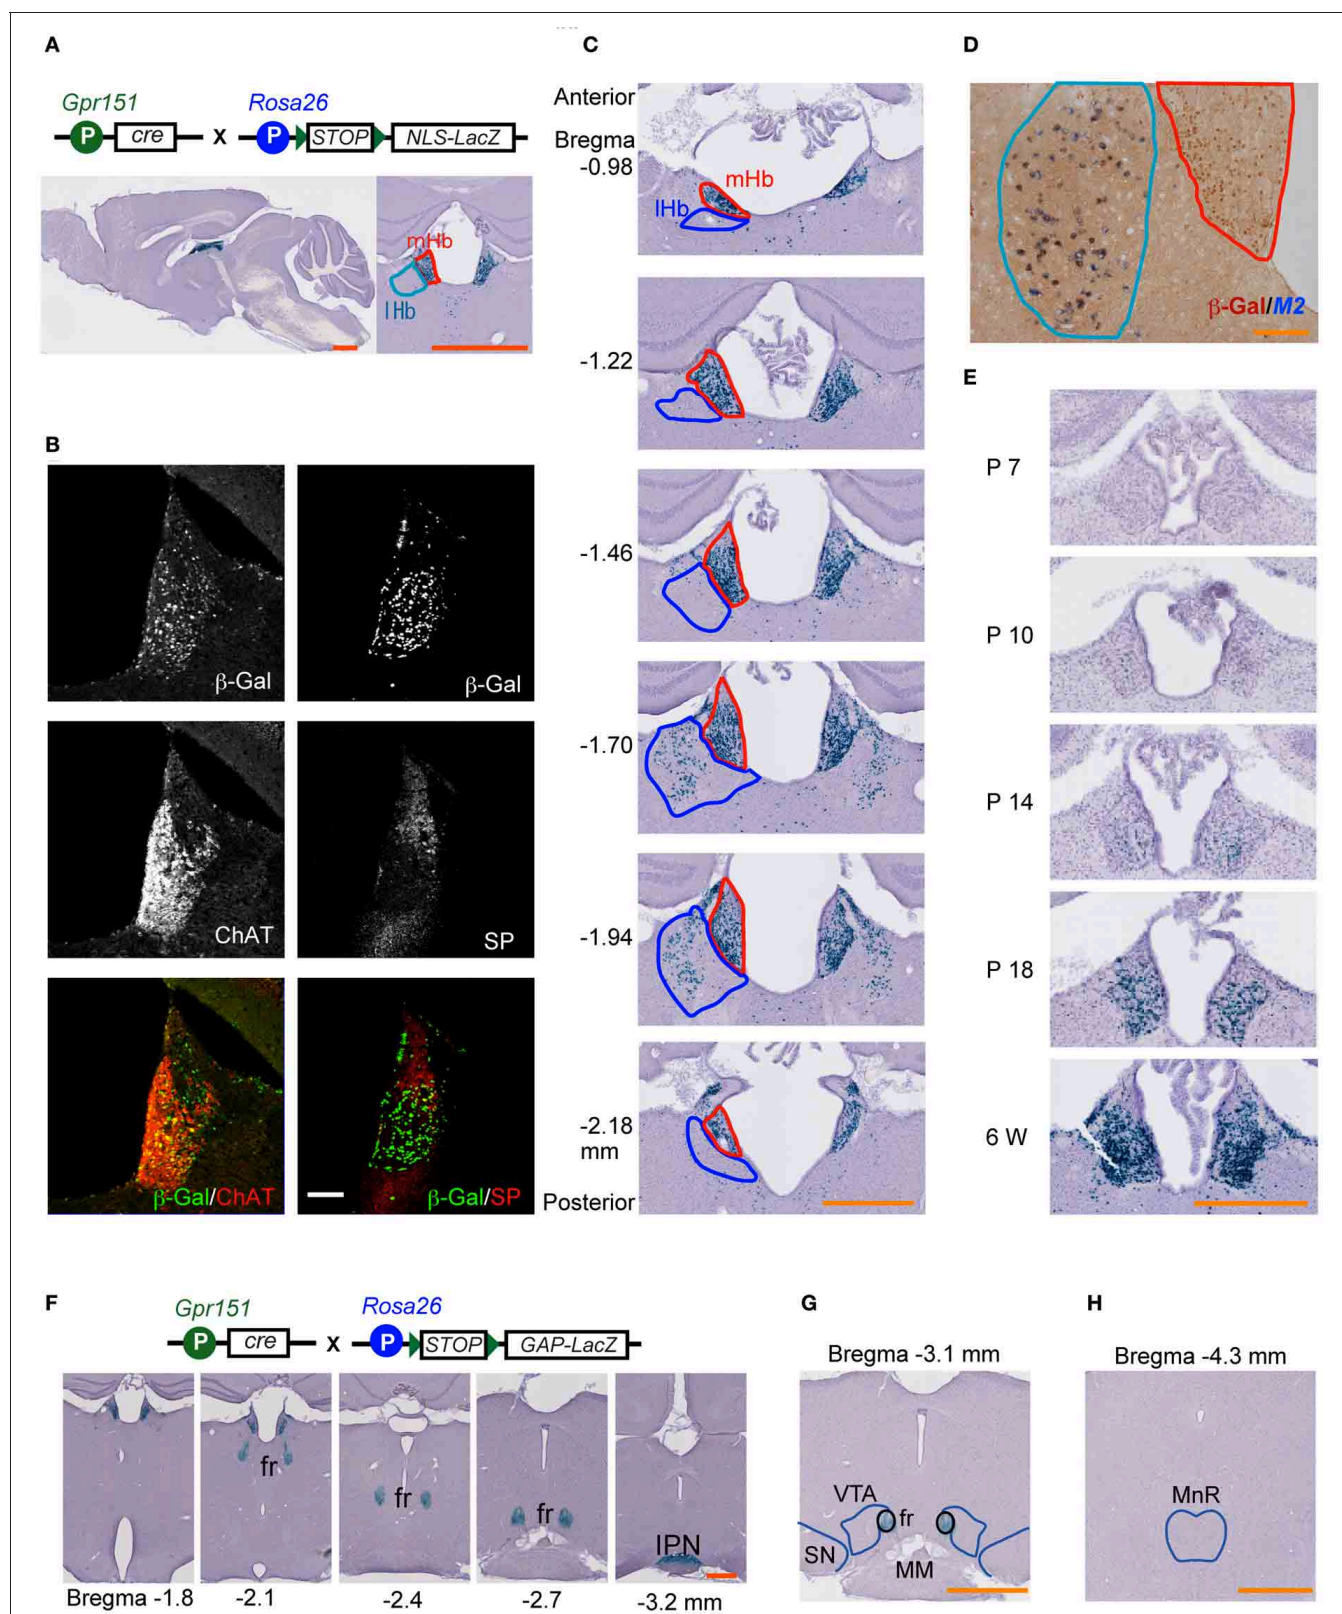 A
Gpr151
Rosa26
P
cre
X
P
STOP
NLS-LacZ
mHb
lHb
B
β-Gal
β-Gal
ChAT
SP
β-Gal/ChAT
β-Gal/SP
C
Anterior
Bregma
-0.98
mHb
lHb
-1.22
-1.46
-1.70
-1.94
-2.18
mm
Posterior
D
β-Gal/M2
E
P 7
P 10
P 14
P 18
6 W
F
Gpr151
Rosa26
P
cre
X
P
STOP
GAP-LacZ
fr
fr
fr
IPN
Bregma -1.8
-2.1
-2.4
-2.7
-3.2 mm
G
Bregma -3.1 mm
VTA
fr
SN
MM
H
Bregma -4.3 mm
MnR